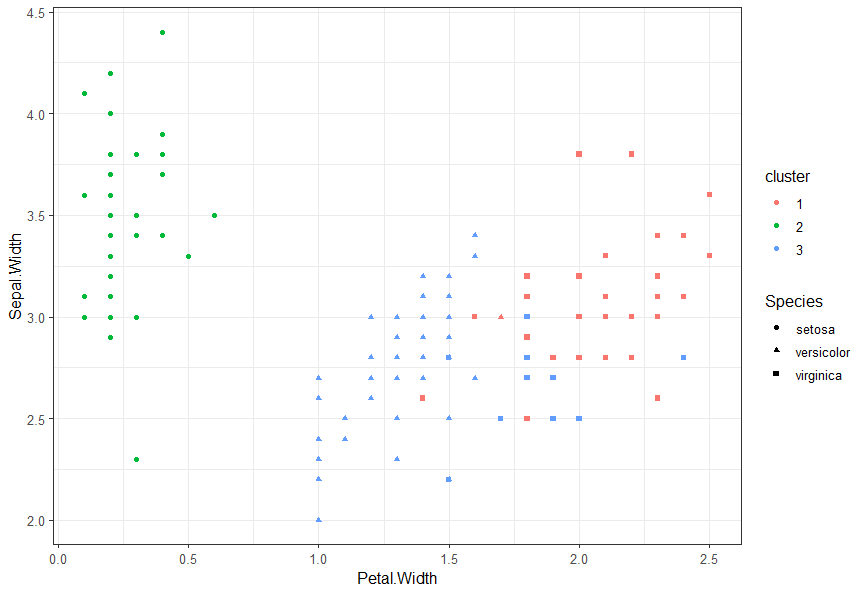 4.5
4.0
3.5
3.0
2.5
2.0
Sepal.Width
0.0 0.5 1.0 1.5 2.0 2.5
Petal.Width
cluster
1
2
3
Species
setosa
versicolor
virginica